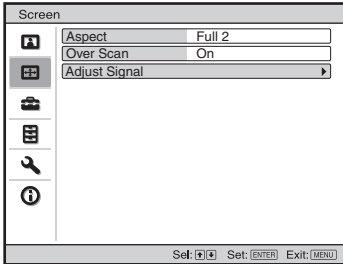 Screen
Aspect Full 2
Over Scan On
Adjust Signal
Sel: Set: ENTER Exit: MENU